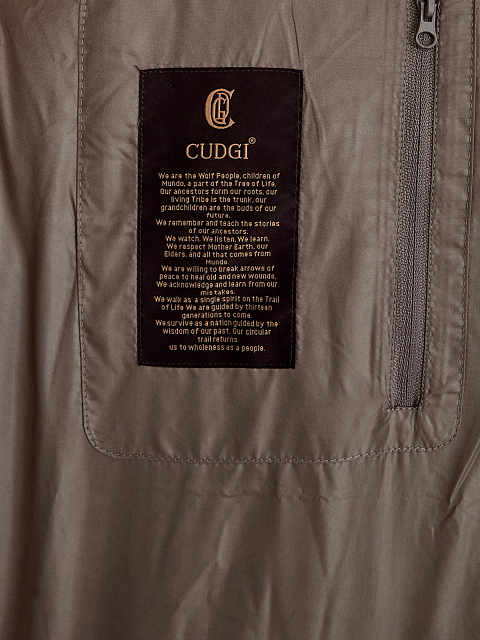 CUDGI®
We are the Wolf People, children of
Mundo, a part of the Tree of Life.
Our ancestors form our roots, our
living Tribe is the trunk, our
grandchildren are the buds of our
future.
We remember and teach the stories
of our ancestors.
We watch. We listen. We learn.
We respect Mother Earth, our
Elders, and all that comes from
Mundo.
We are willing to break arrows of
peace to heal old and new wounds.
We acknowledge and learn from our
mistakes.
We walk as a single spirit on the Trail
of Life We are guided by thirteen
generations to come.
We survive as a nation guided by the
wisdom of our past. Our circular
trail returns
us to wholeness as a people.